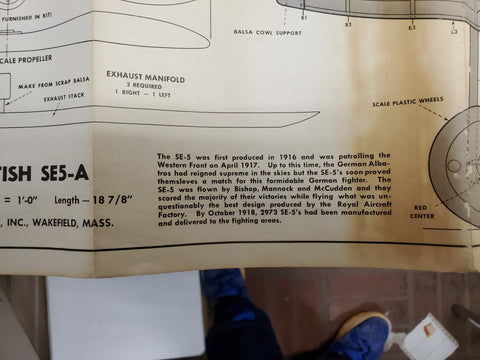 FURNISHED IN KIT)
SCALE PROPELLER
B1
B2
B3
L3
BALSA COWL SUPPORT
MAKE FROM SCRAP BALSA
EXHAUST STACK
EXHAUST MANIFOLD
2 REQUIRED
1 RIGHT — 1 LEFT
SCALE PLASTIC WHEELS
TISH SE5-A
= 1'-0" Length — 18 7/8"
, INC., WAKEFIELD, MASS.
The SE-5 was first produced in 1916 and was patrolling the
Western Front on April 1917. Up to this time, the German Alba-
tros had reigned supreme in the skies but the SE-5's soon proved
themsleves a match for this formidable German fighter. The
SE-5 was flown by Bishop, Mannock and McCudden and they
scored the majority of their victories while flying what was un-
questionably the best design produced by the Royal Aircraft
Factory. By October 1918, 2973 SE-5's had been manufactured
and delivered to the fighting areas.
RED
CENTER